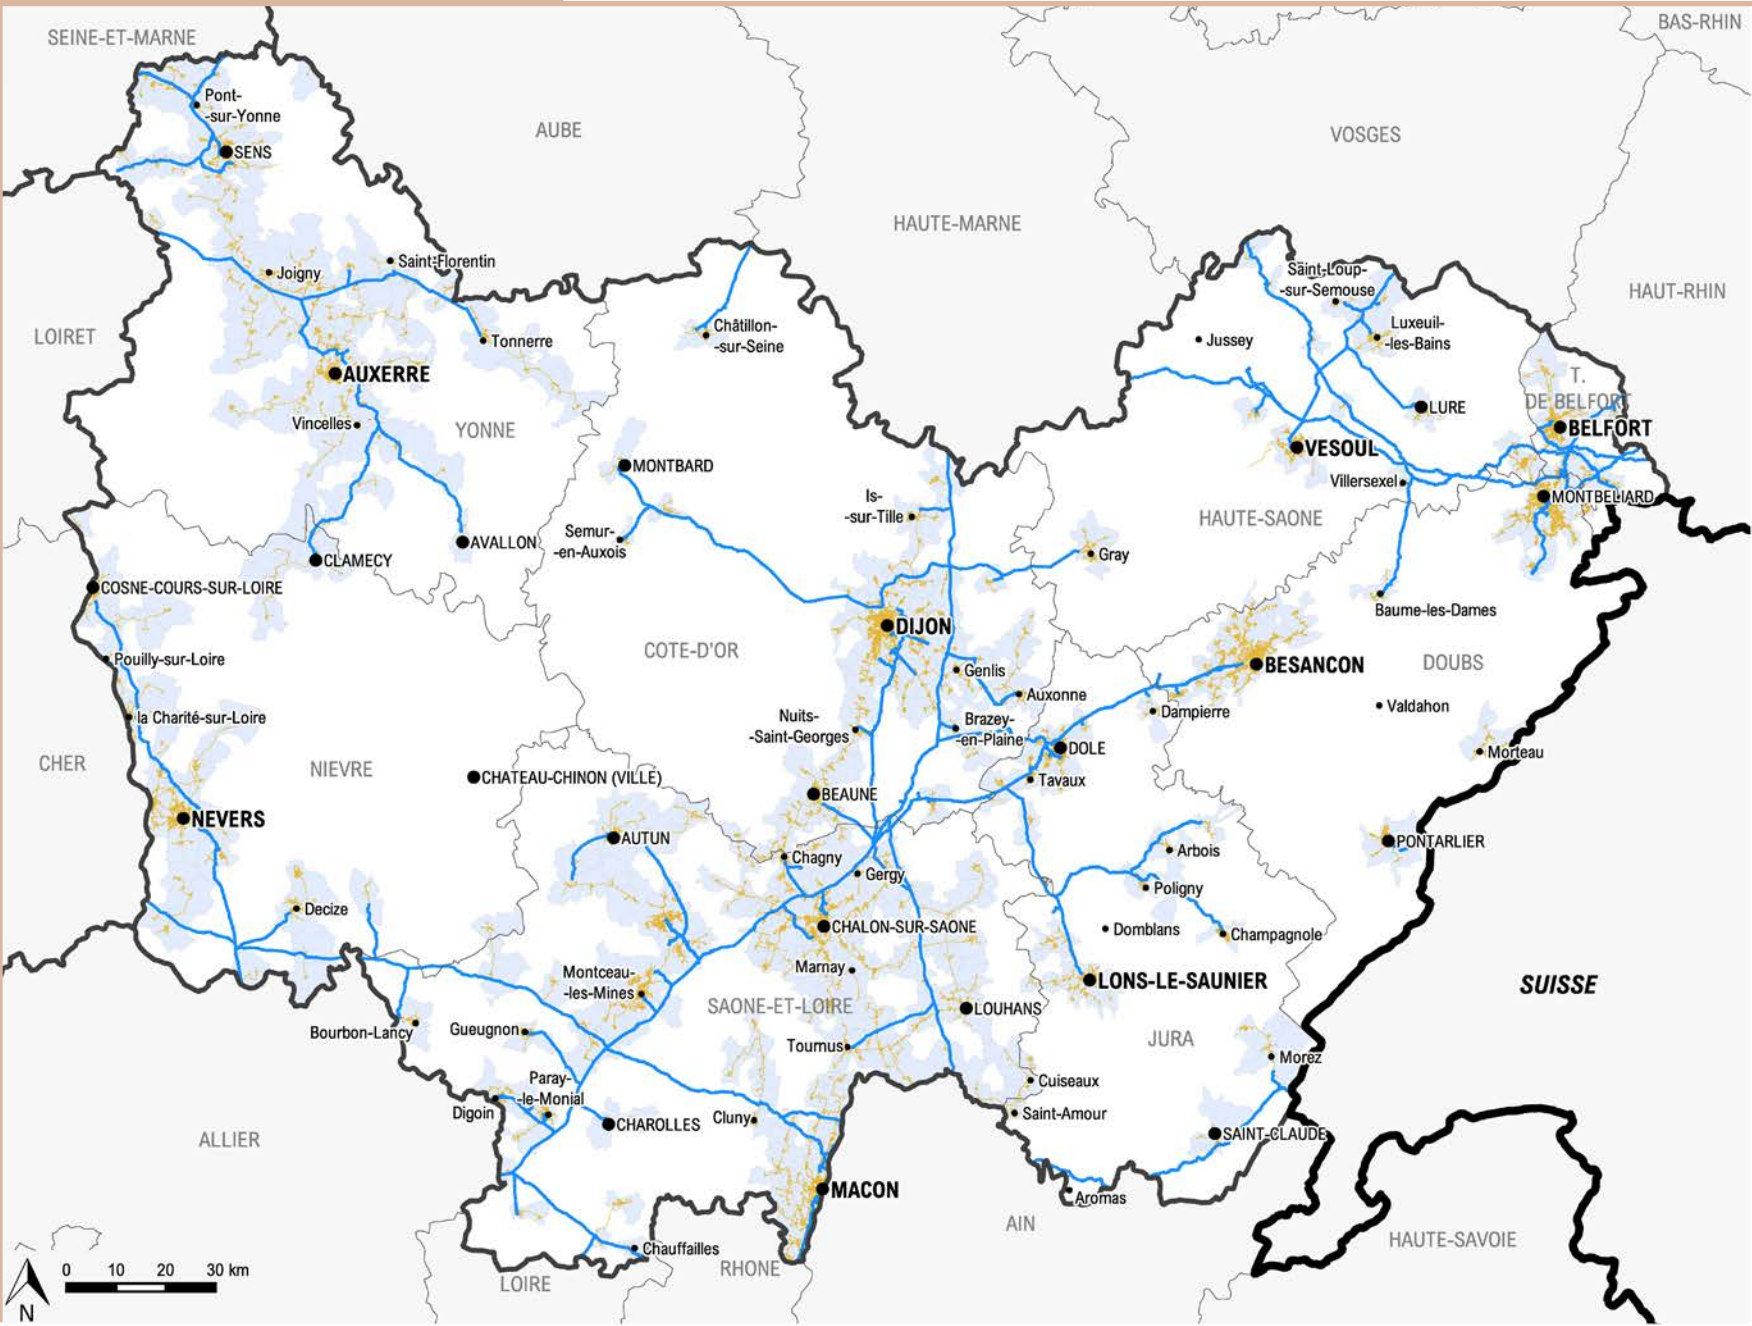 SEINE-ET-MARNE
BAS-RHIN
Pont-
-sur-Yonne
AUBE
VOSGES
SENS
HAUTE-MARNE
Saint-Florentin
Joigny
Saint-Loup-
-sur-Semouse
HAUT-RHIN
LOIRET
Châtillon-
-sur-Seine
Luxeuil-
-les-Bains
Tonnerre
Jussey
AUXERRE
T.
DE BELFORT
LURE
Vincelles
YONNE
BELFORT
VESOUL
MONTBARD
Villersexel
Is-
-sur-Tille
MONTBELIARD
HAUTE-SAONE
Semur-
-en-Auxois
AVALLON
CLAMECY
Gray
COSNE-COURS-SUR-LOIRE
Baume-les-Dames
DIJON
COTE-D'OR
Pouilly-sur-Loire
BESANCON
DOUBS
Genlis
Auxonne
Valdahon
la Charité-sur-Loire
Nuits-
-Saint-Georges
Brazey-
-en-Plaine
Dampierre
DOLE
Morteau
CHER
NIEVRE
CHATEAU-CHINON (VILLE)
Tavaux
BEAUNE
NEVERS
AUTUN
Chagny
Arbois
PONTARLIER
Gergy
Poligny
Decize
CHALON-SUR-SAONE
Domblans
Champagnole
Montceau-
-les-Mines
Marnay
LONS-LE-SAUNIER
SUISSE
SAONE-ET-LOIRE
LOUHANS
Bourbon-Lancy
Gueugnon
Tournus
JURA
Morez
Paray-
-le-Monial
Cuiseaux
Digoin
CHAROLLES
Cluny
Saint-Amour
SAINT-CLAUDE
ALLIER
MACON
Aromas
AIN
HAUTE-SAVOIE
Chauffailles
RHONE
LOIRE
0 10 20 30 km
N